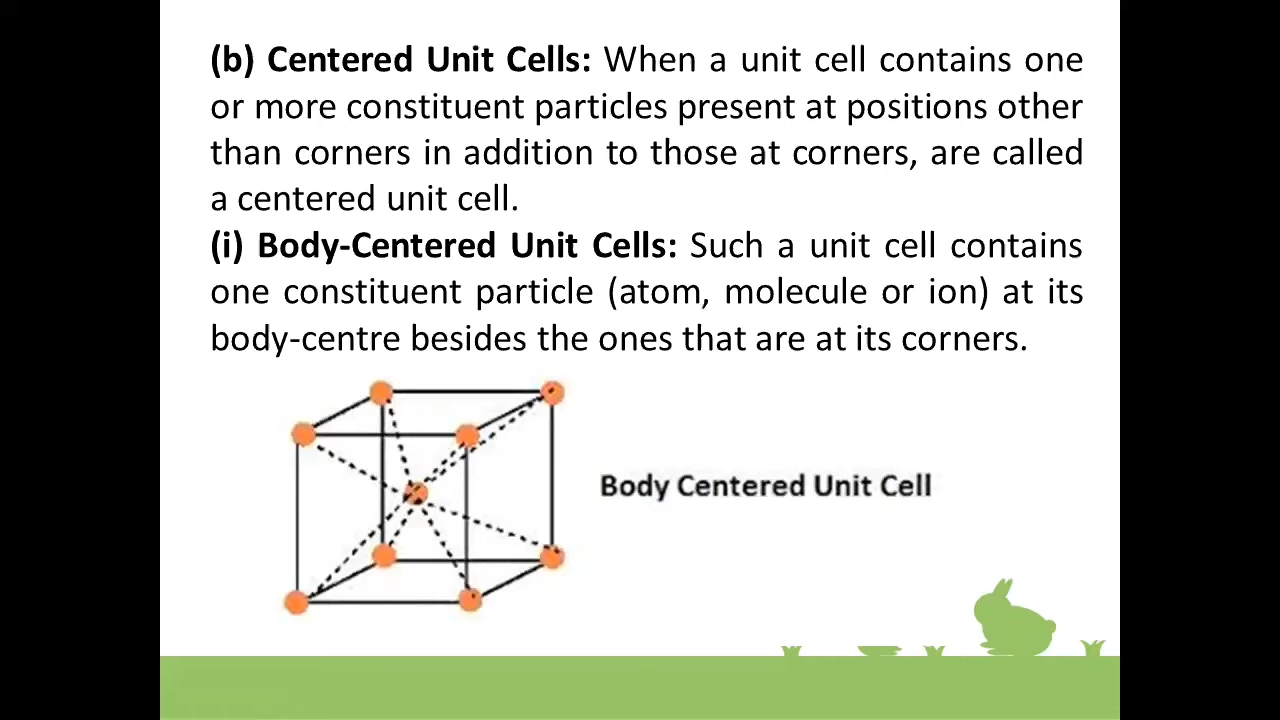 (b) Centered Unit Cells: When a unit cell contains one
or more constituent particles present at positions other
than corners in addition to those at corners, are called
a centered unit cell.
(i) Body-Centered Unit Cells: Such a unit cell contains
one constituent particle (atom, molecule or ion) at its
body-centre besides the ones that are at its corners.
Body Centered Unit Cell